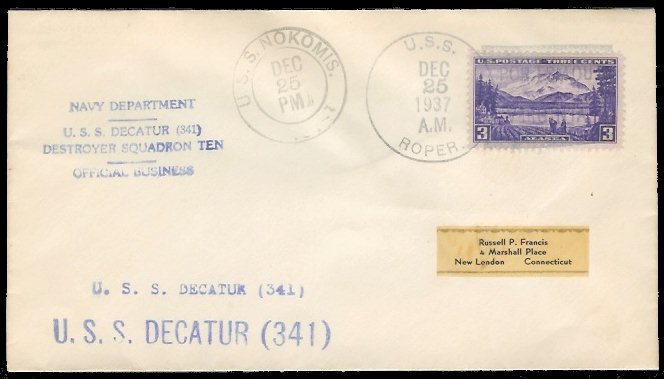 U. S. S. NOKOMIS.
DEC
25
PM
U.S.S.
DEC
25
1937
A.M.
ROPER.
U.S.POSTAGE THREE CENTS
3 ALASKA 3
NAVY DEPARTMENT
U. S. S. DECATUR (341)
DESTROYER SQUADRON TEN
OFFICIAL BUSINESS
Russell P. Francis
4 Marshall Place
New London Connecticut
U. S. S. DECATUR (341)
U. S. S. DECATUR (341)